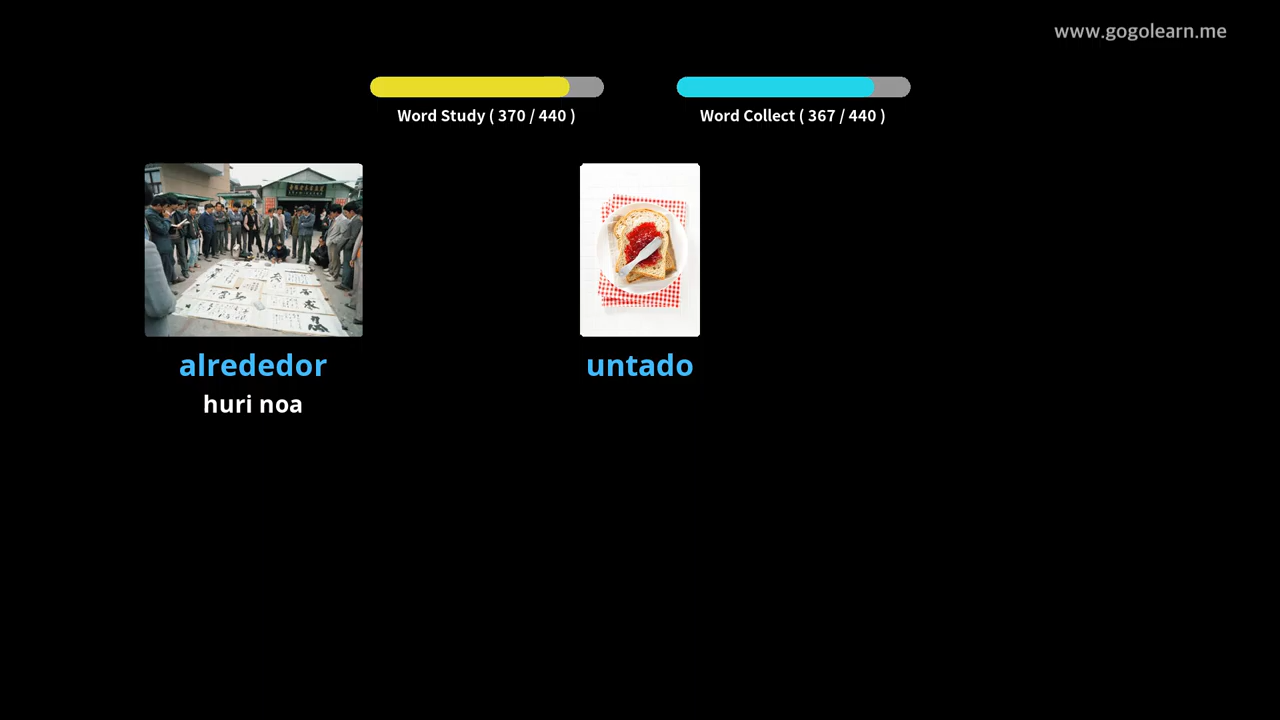 www.gogolearn.me
Word Study ( 370 / 440 )
Word Collect ( 367 / 440 )
alrededor
huri noa
untado